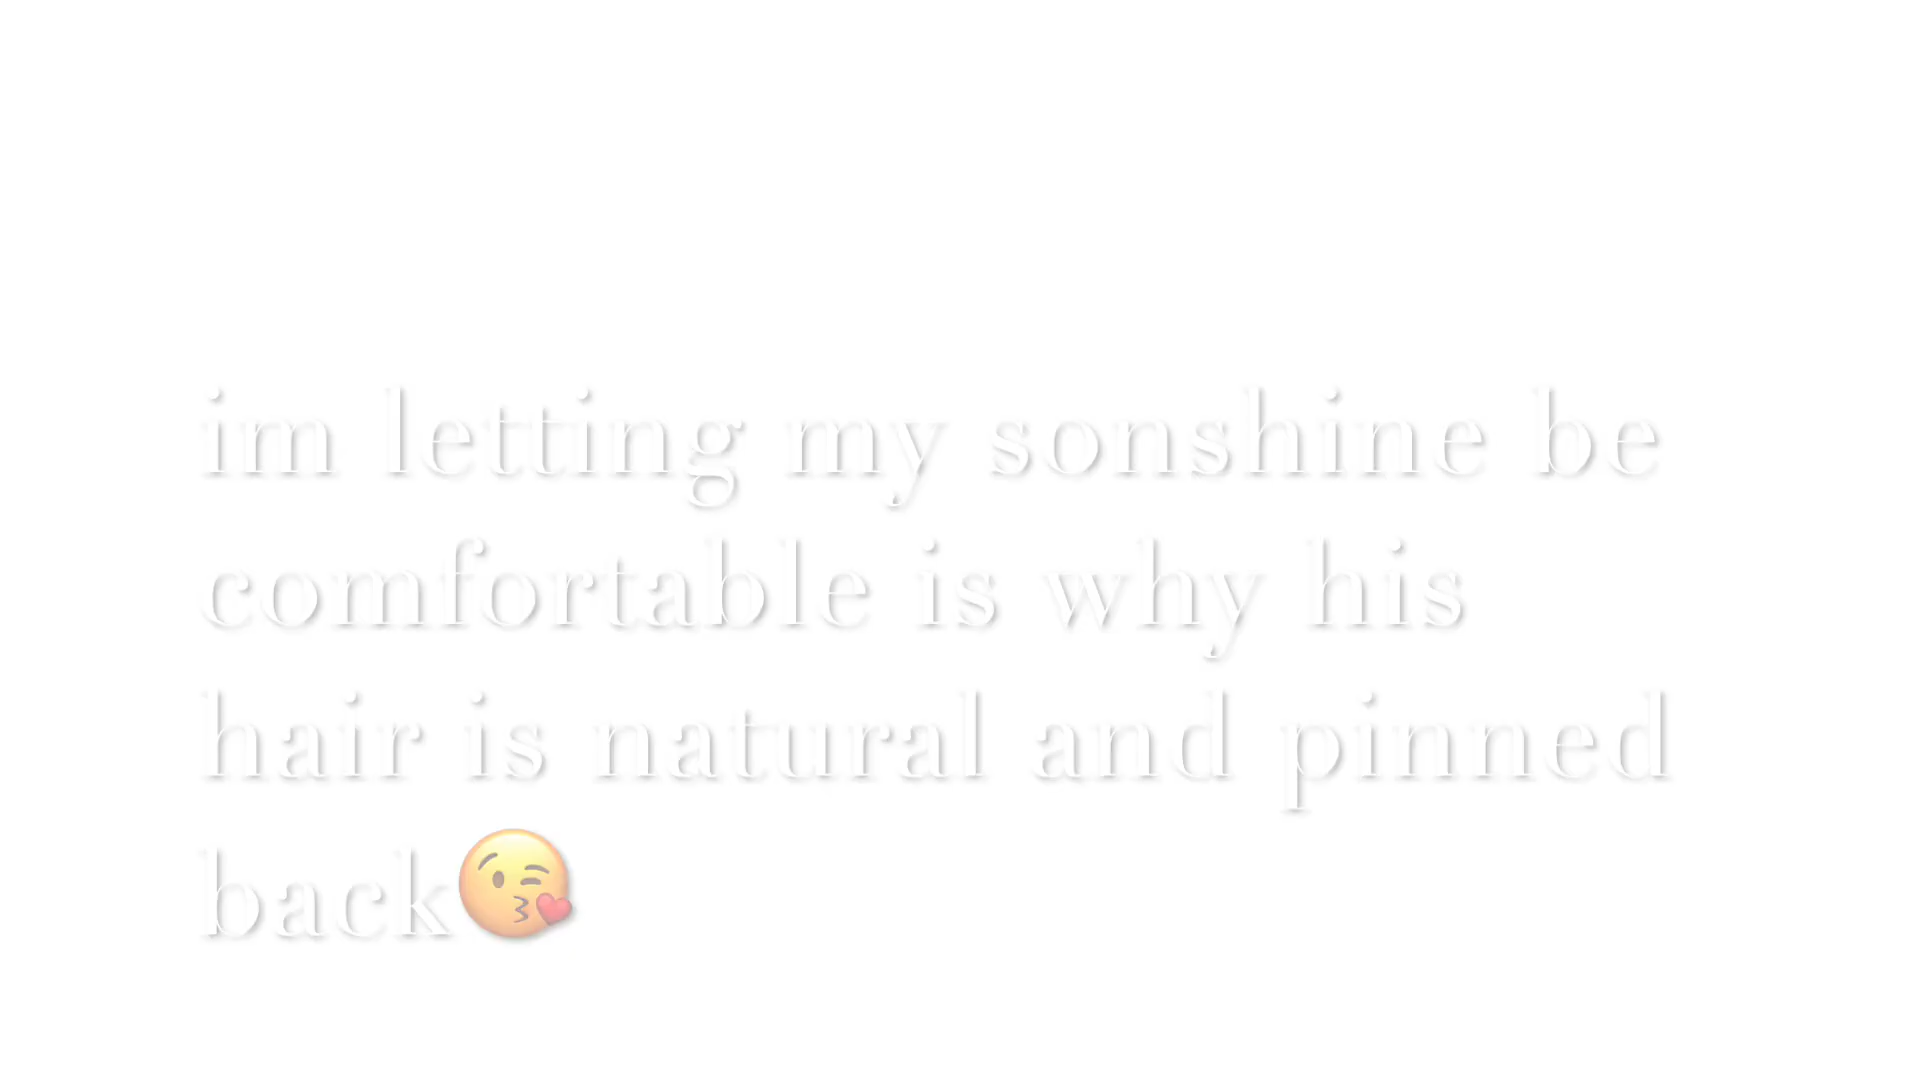 im letting my sonshine be
comfortable is why his
hair is natural and pinned
back😘